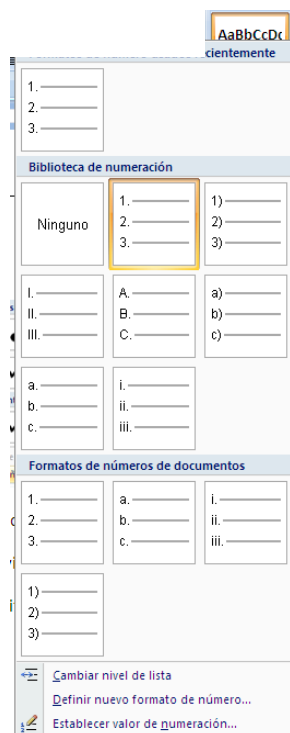 AaBbCcDc
cientemente
1.
2.
3.
Biblioteca de numeración
Ninguno
1.
2.
3.
1)
2)
3)
I.
II.
III.
A.
B.
C.
a)
b)
c)
a.
b.
c.
i.
ii.
iii.
Formatos de números de documentos
1.
2.
3.
a.
b.
c.
i.
ii.
iii.
1)
2)
3)
Cambiar nivel de lista
Definir nuevo formato de número...
Establecer valor de numeración...